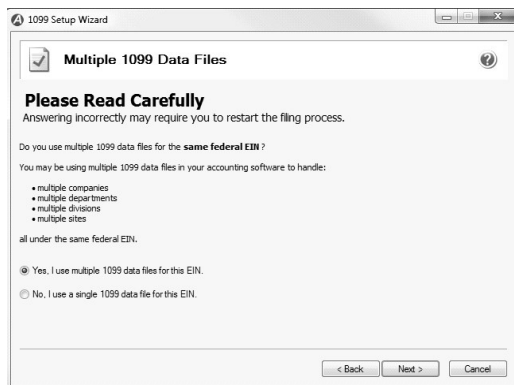 1099 Setup Wizard
Multiple 1099 Data Files
Please Read Carefully
Answering incorrectly may require you to restart the filing process.
Do you use multiple 1099 data files for the same federal EIN ?
You may be using multiple 1099 data files in your accounting software to handle:
• multiple companies
• multiple departments
• multiple divisions
• multiple sites
all under the same federal EIN.
Yes, I use multiple 1099 data files for this EIN.
No, I use a single 1099 data file for this EIN.
< Back Next > Cancel